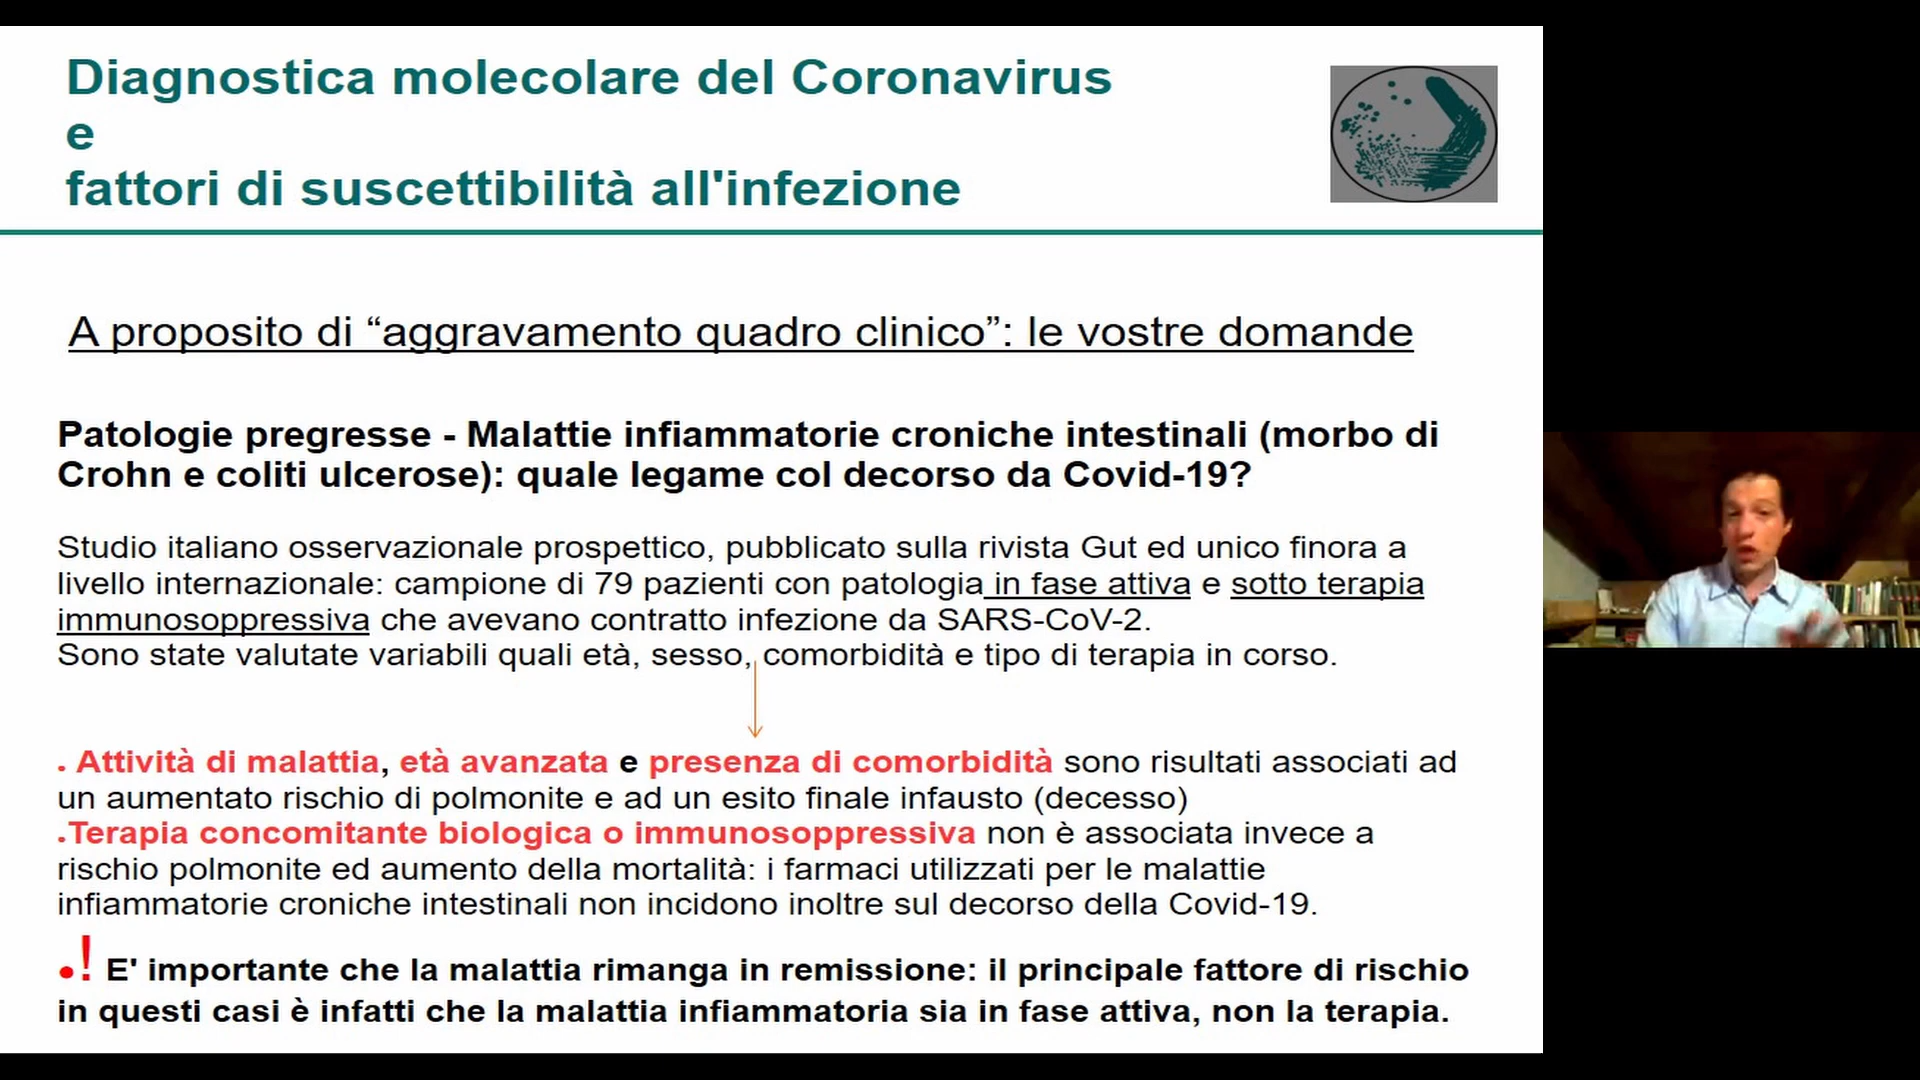 Diagnostica molecolare del Coronavirus
e
fattori di suscettibilità all'infezione
A proposito di “aggravamento quadro clinico”: le vostre domande
Patologie pregresse - Malattie infiammatorie croniche intestinali (morbo di
Crohn e coliti ulcerose): quale legame col decorso da Covid-19?
Studio italiano osservazionale prospettico, pubblicato sulla rivista Gut ed unico finora a
livello internazionale: campione di 79 pazienti con patologia in fase attiva e sotto terapia
immunosoppressiva che avevano contratto infezione da SARS-CoV-2.
Sono state valutate variabili quali età, sesso, comorbidità e tipo di terapia in corso.
• Attività di malattia, età avanzata e presenza di comorbidità sono risultati associati ad
un aumentato rischio di polmonite e ad un esito finale infausto (decesso)
•Terapia concomitante biologica o immunosoppressiva non è associata invece a
rischio polmonite ed aumento della mortalità: i farmaci utilizzati per le malattie
infiammatorie croniche intestinali non incidono inoltre sul decorso della Covid-19.
•! E' importante che la malattia rimanga in remissione: il principale fattore di rischio
in questi casi è infatti che la malattia infiammatoria sia in fase attiva, non la terapia.